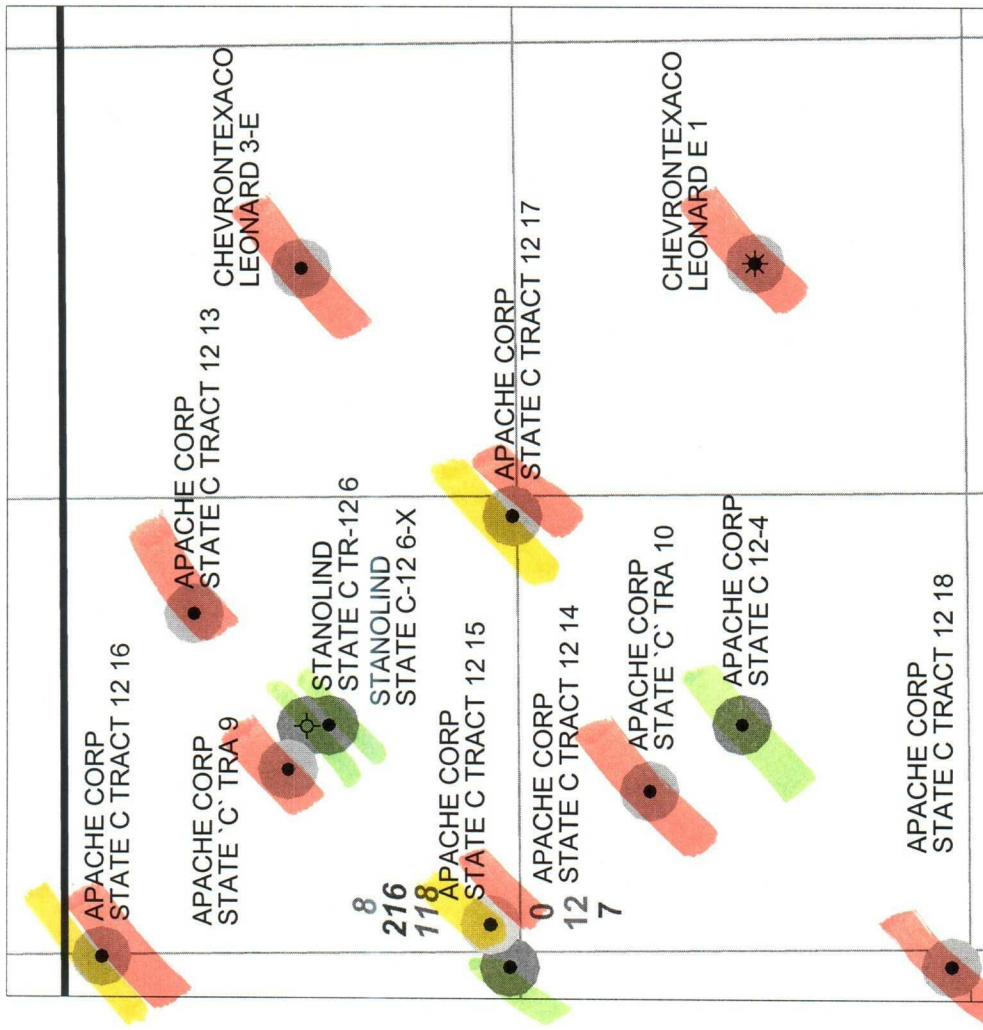 APACHE CORP
STATE C TRACT 12 16
APACHE CORP
STATE `C` TRA 9
APACHE CORP
STATE C TRACT 12 13
CHEVRONTEXACO
LEONARD 3-E
STANOLIND
STATE C TR-12 6
STANOLIND
STATE C-12 6-X
8
216
118
APACHE CORP
STATE C TRACT 12 15
APACHE CORP
STATE C TRACT 12 17
0
12
7
APACHE CORP
STATE C TRACT 12 14
APACHE CORP
STATE `C` TRA 10
APACHE CORP
STATE C 12-4
CHEVRONTEXACO
LEONARD E 1
APACHE CORP
STATE C TRACT 12 18